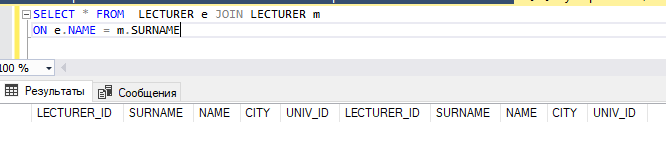 SELECT * FROM  LECTURER e JOIN LECTURER m
ON e.NAME = m.SURNAME
100 %
Результаты Сообщения
LECTURER_ID SURNAME NAME CITY UNIV_ID LECTURER_ID SURNAME NAME CITY UNIV_ID